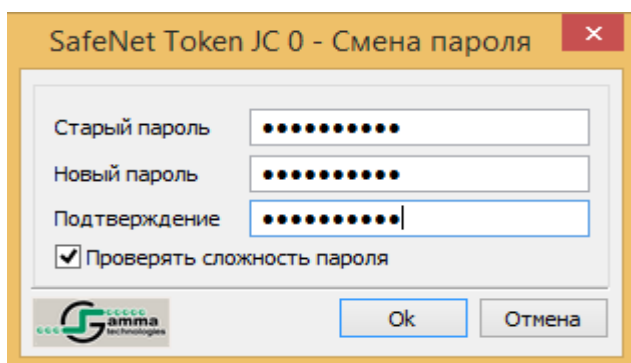 SafeNet Token JC 0 - Смена пароля
Старый пароль
Новый пароль
Подтверждение
Проверять сложность пароля
Gamma
technologies
Ok
Отмена